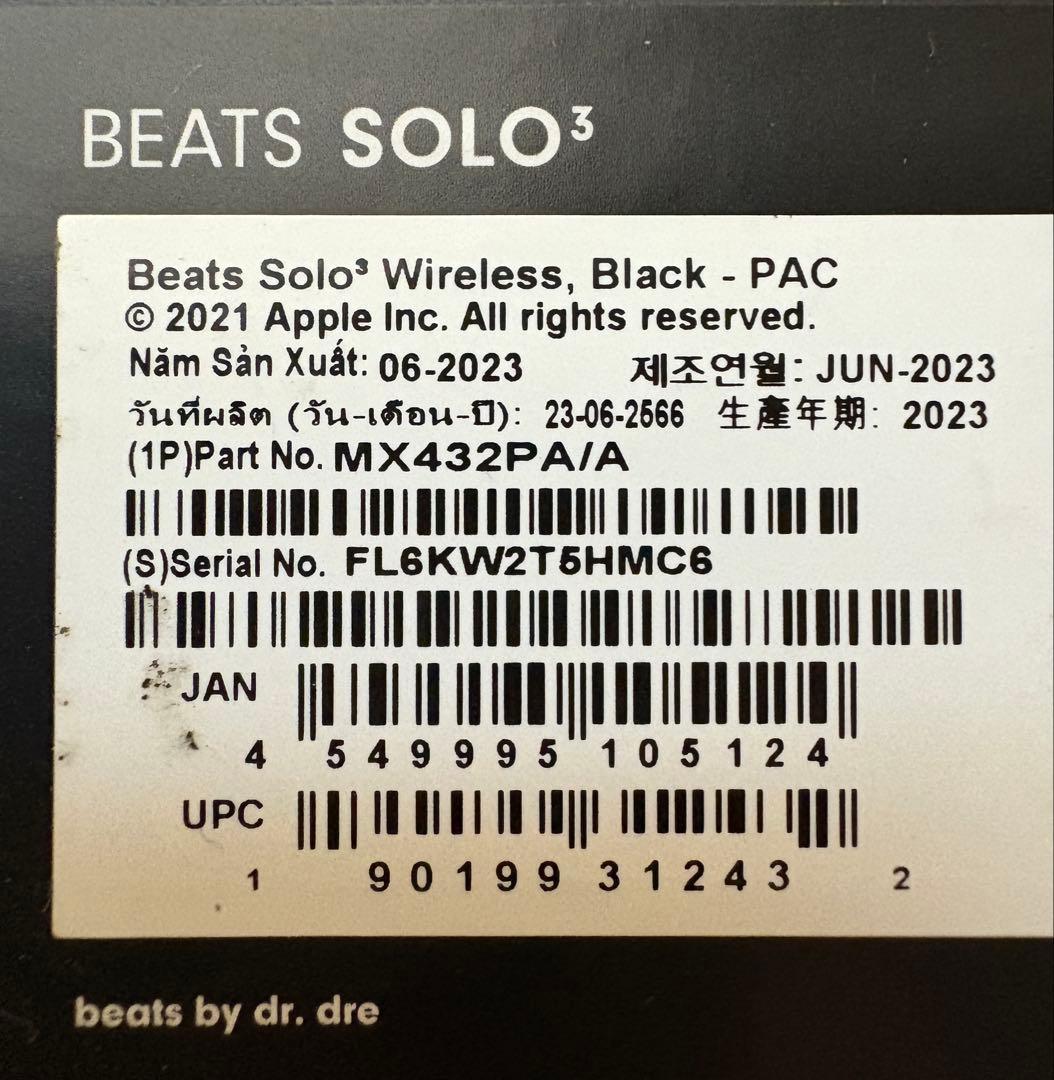 BEATS SOLO³
Beats Solo³ Wireless, Black - PAC
© 2021 Apple Inc. All rights reserved.
Năm Sản Xuất: 06-2023 제조연월: JUN-2023
วันที่ผลิต (วัน-เดือน-ปี): 23-06-2566 生產年期: 2023
(1P)Part No. MX432PA/A
(S)Serial No. FL6KW2T5HMC6
JAN
4 549995 105124
UPC
1 90199 31243 2
beats by dr. dre